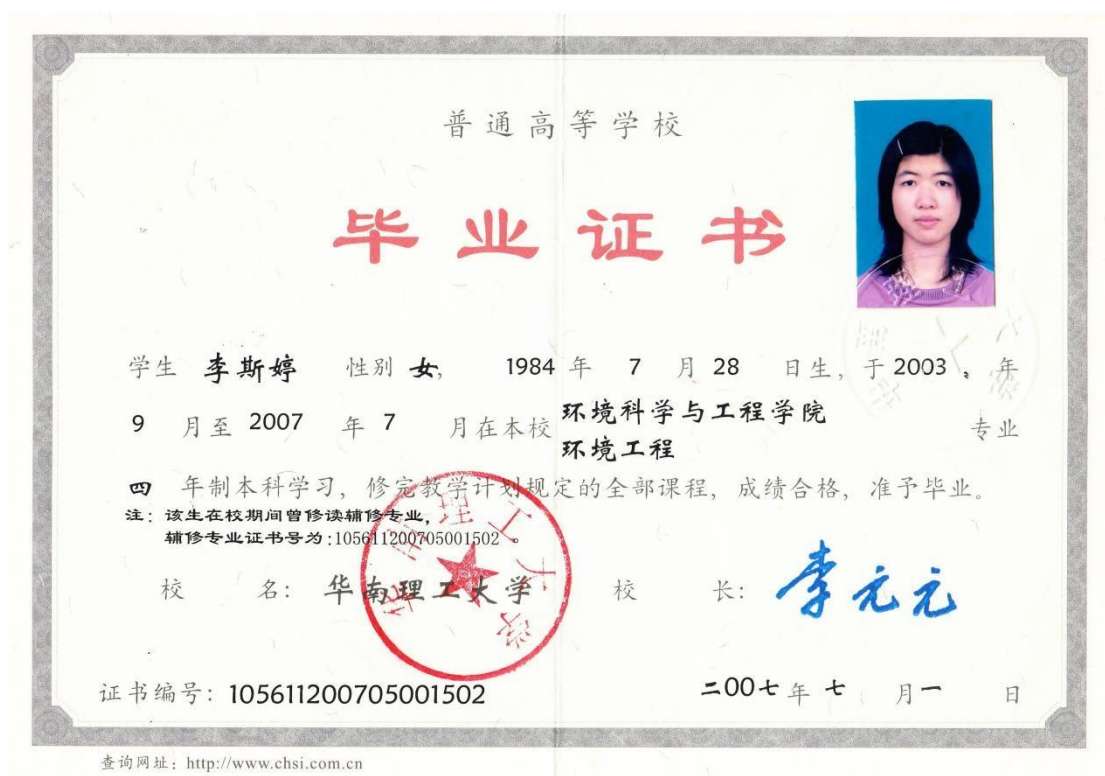 普通高等学校
毕业证书
学生 李斯婷 性别 女, 1984 年 7 月 28 日生, 于 2003 年
9 月至 2007 年 7 月在本校 环境科学与工程学院
环境工程 专业
四 年制本科学习, 修完教学计划规定的全部课程, 成绩合格, 准予毕业。
注: 该生在校期间曾修读辅修专业,
辅修专业证书号为:105611200705001502。
校 名: 华南理工大学 校 长: 李元元
华南理工大学
证书编号: 105611200705001502 二00七 年 七 月 一 日
查询网址: http://www.chsi.com.cn